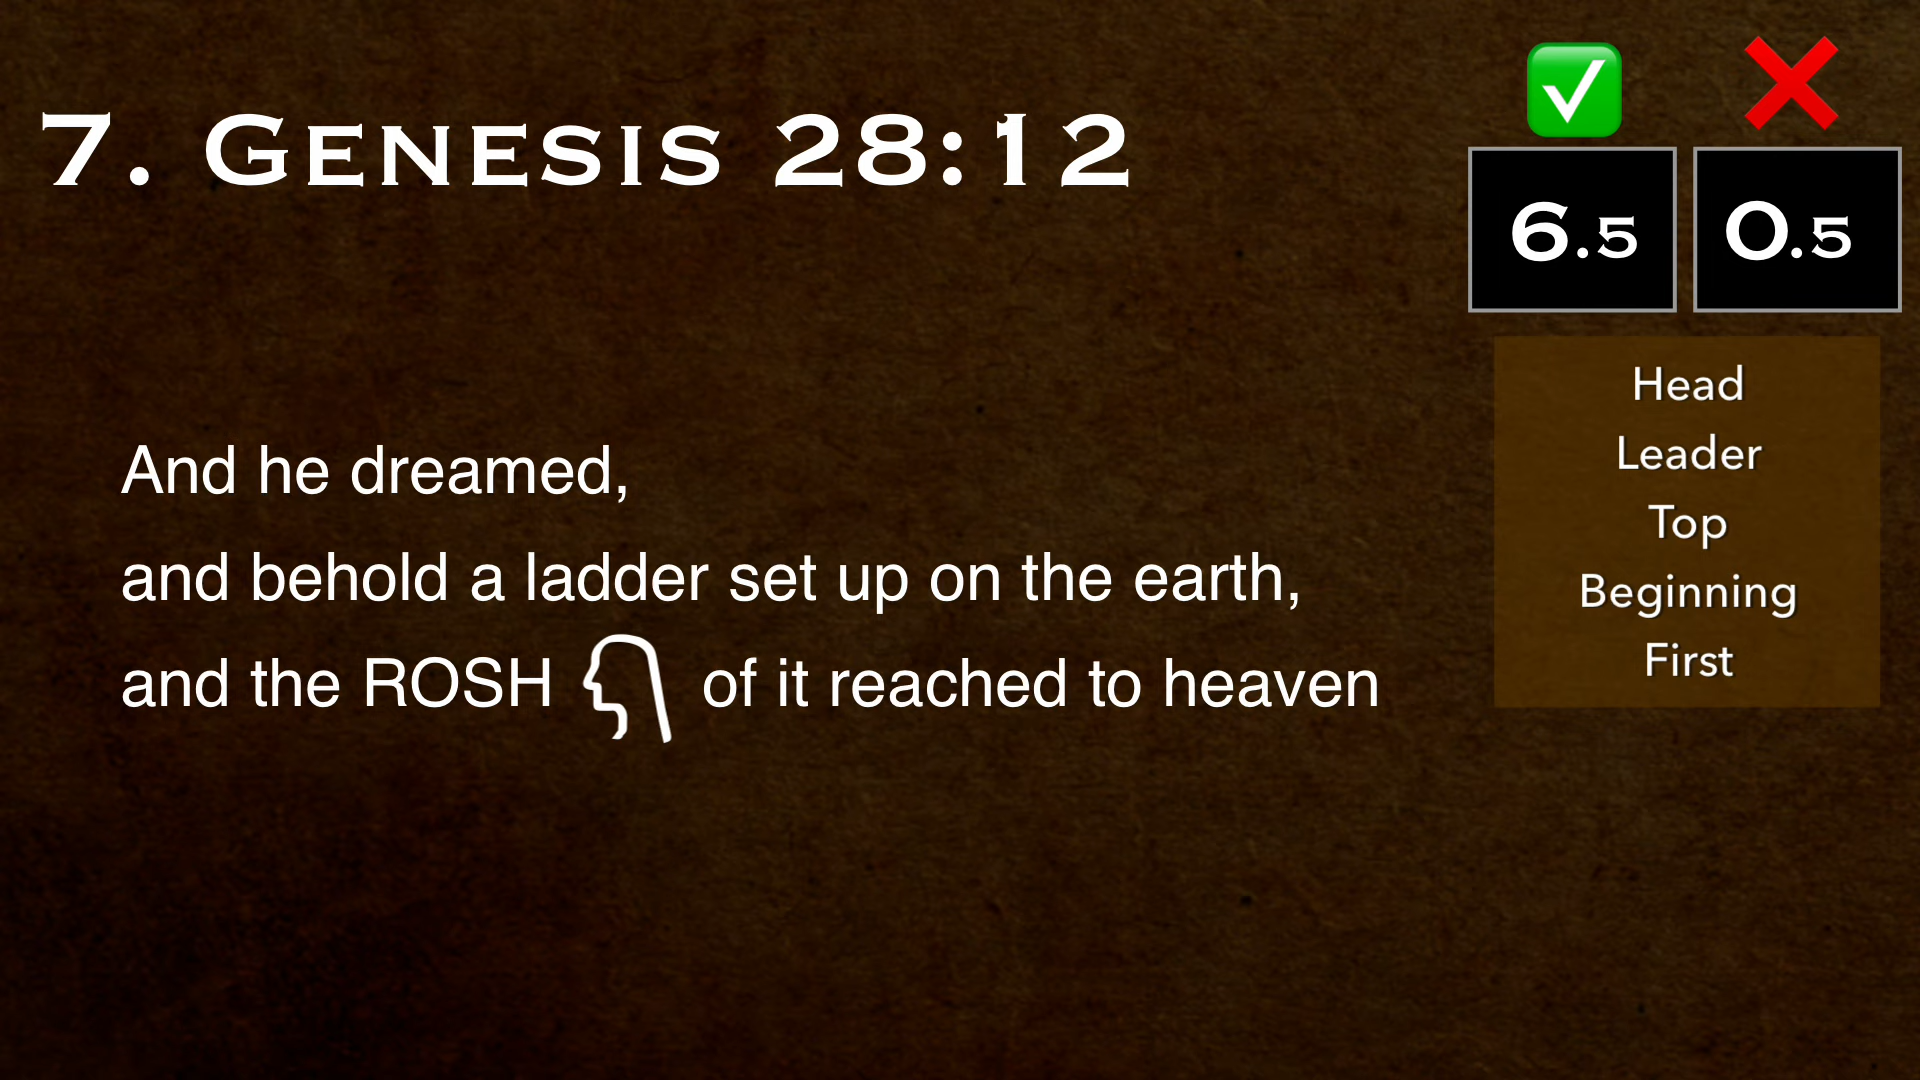 7. Genesis 28:12
6.5
0.5
Head
Leader
Top
Beginning
First
And he dreamed,
and behold a ladder set up on the earth,
and the ROSH of it reached to heaven